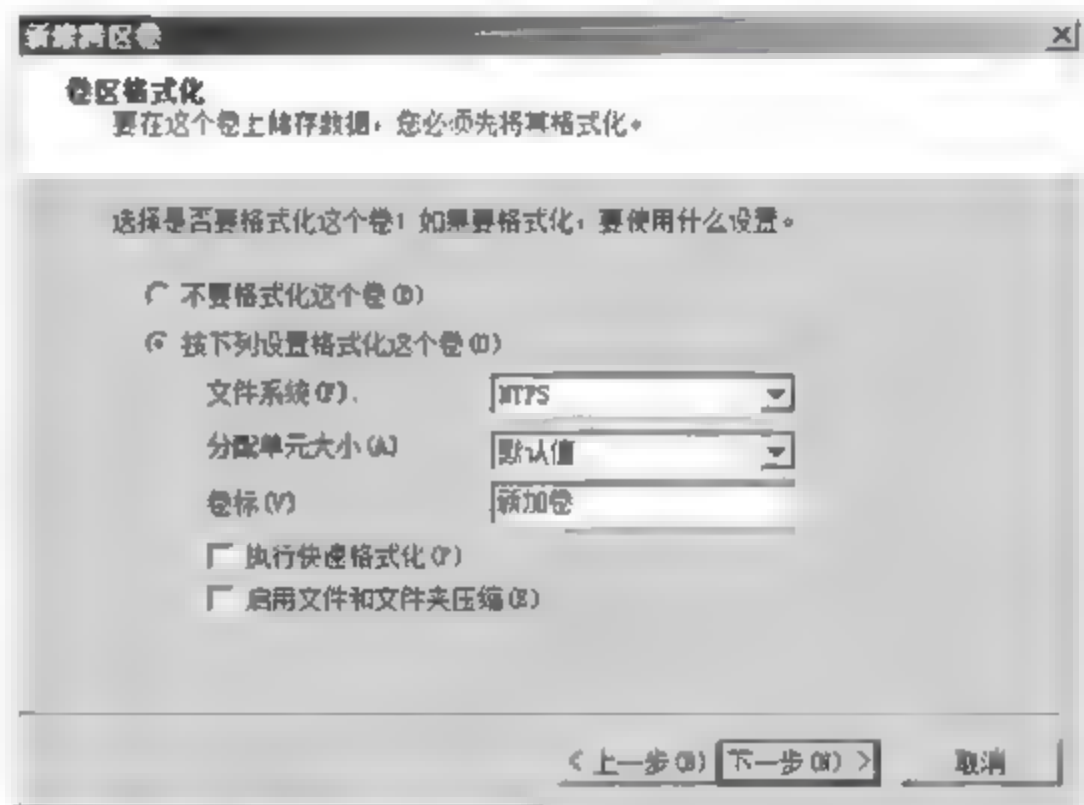 新建跨区卷
卷区格式化
要在这个卷上储存数据，您必须先将其格式化。
选择是否要格式化这个卷；如果要格式化，要使用什么设置。
不要格式化这个卷(D)
按下列设置格式化这个卷(O)
文件系统(F)
NTFS
分配单元大小(A)
默认值
卷标(V)
新加卷
执行快速格式化(P)
启用文件和文件夹压缩(E)
< 上一步(B)
下一步(N) >
取消